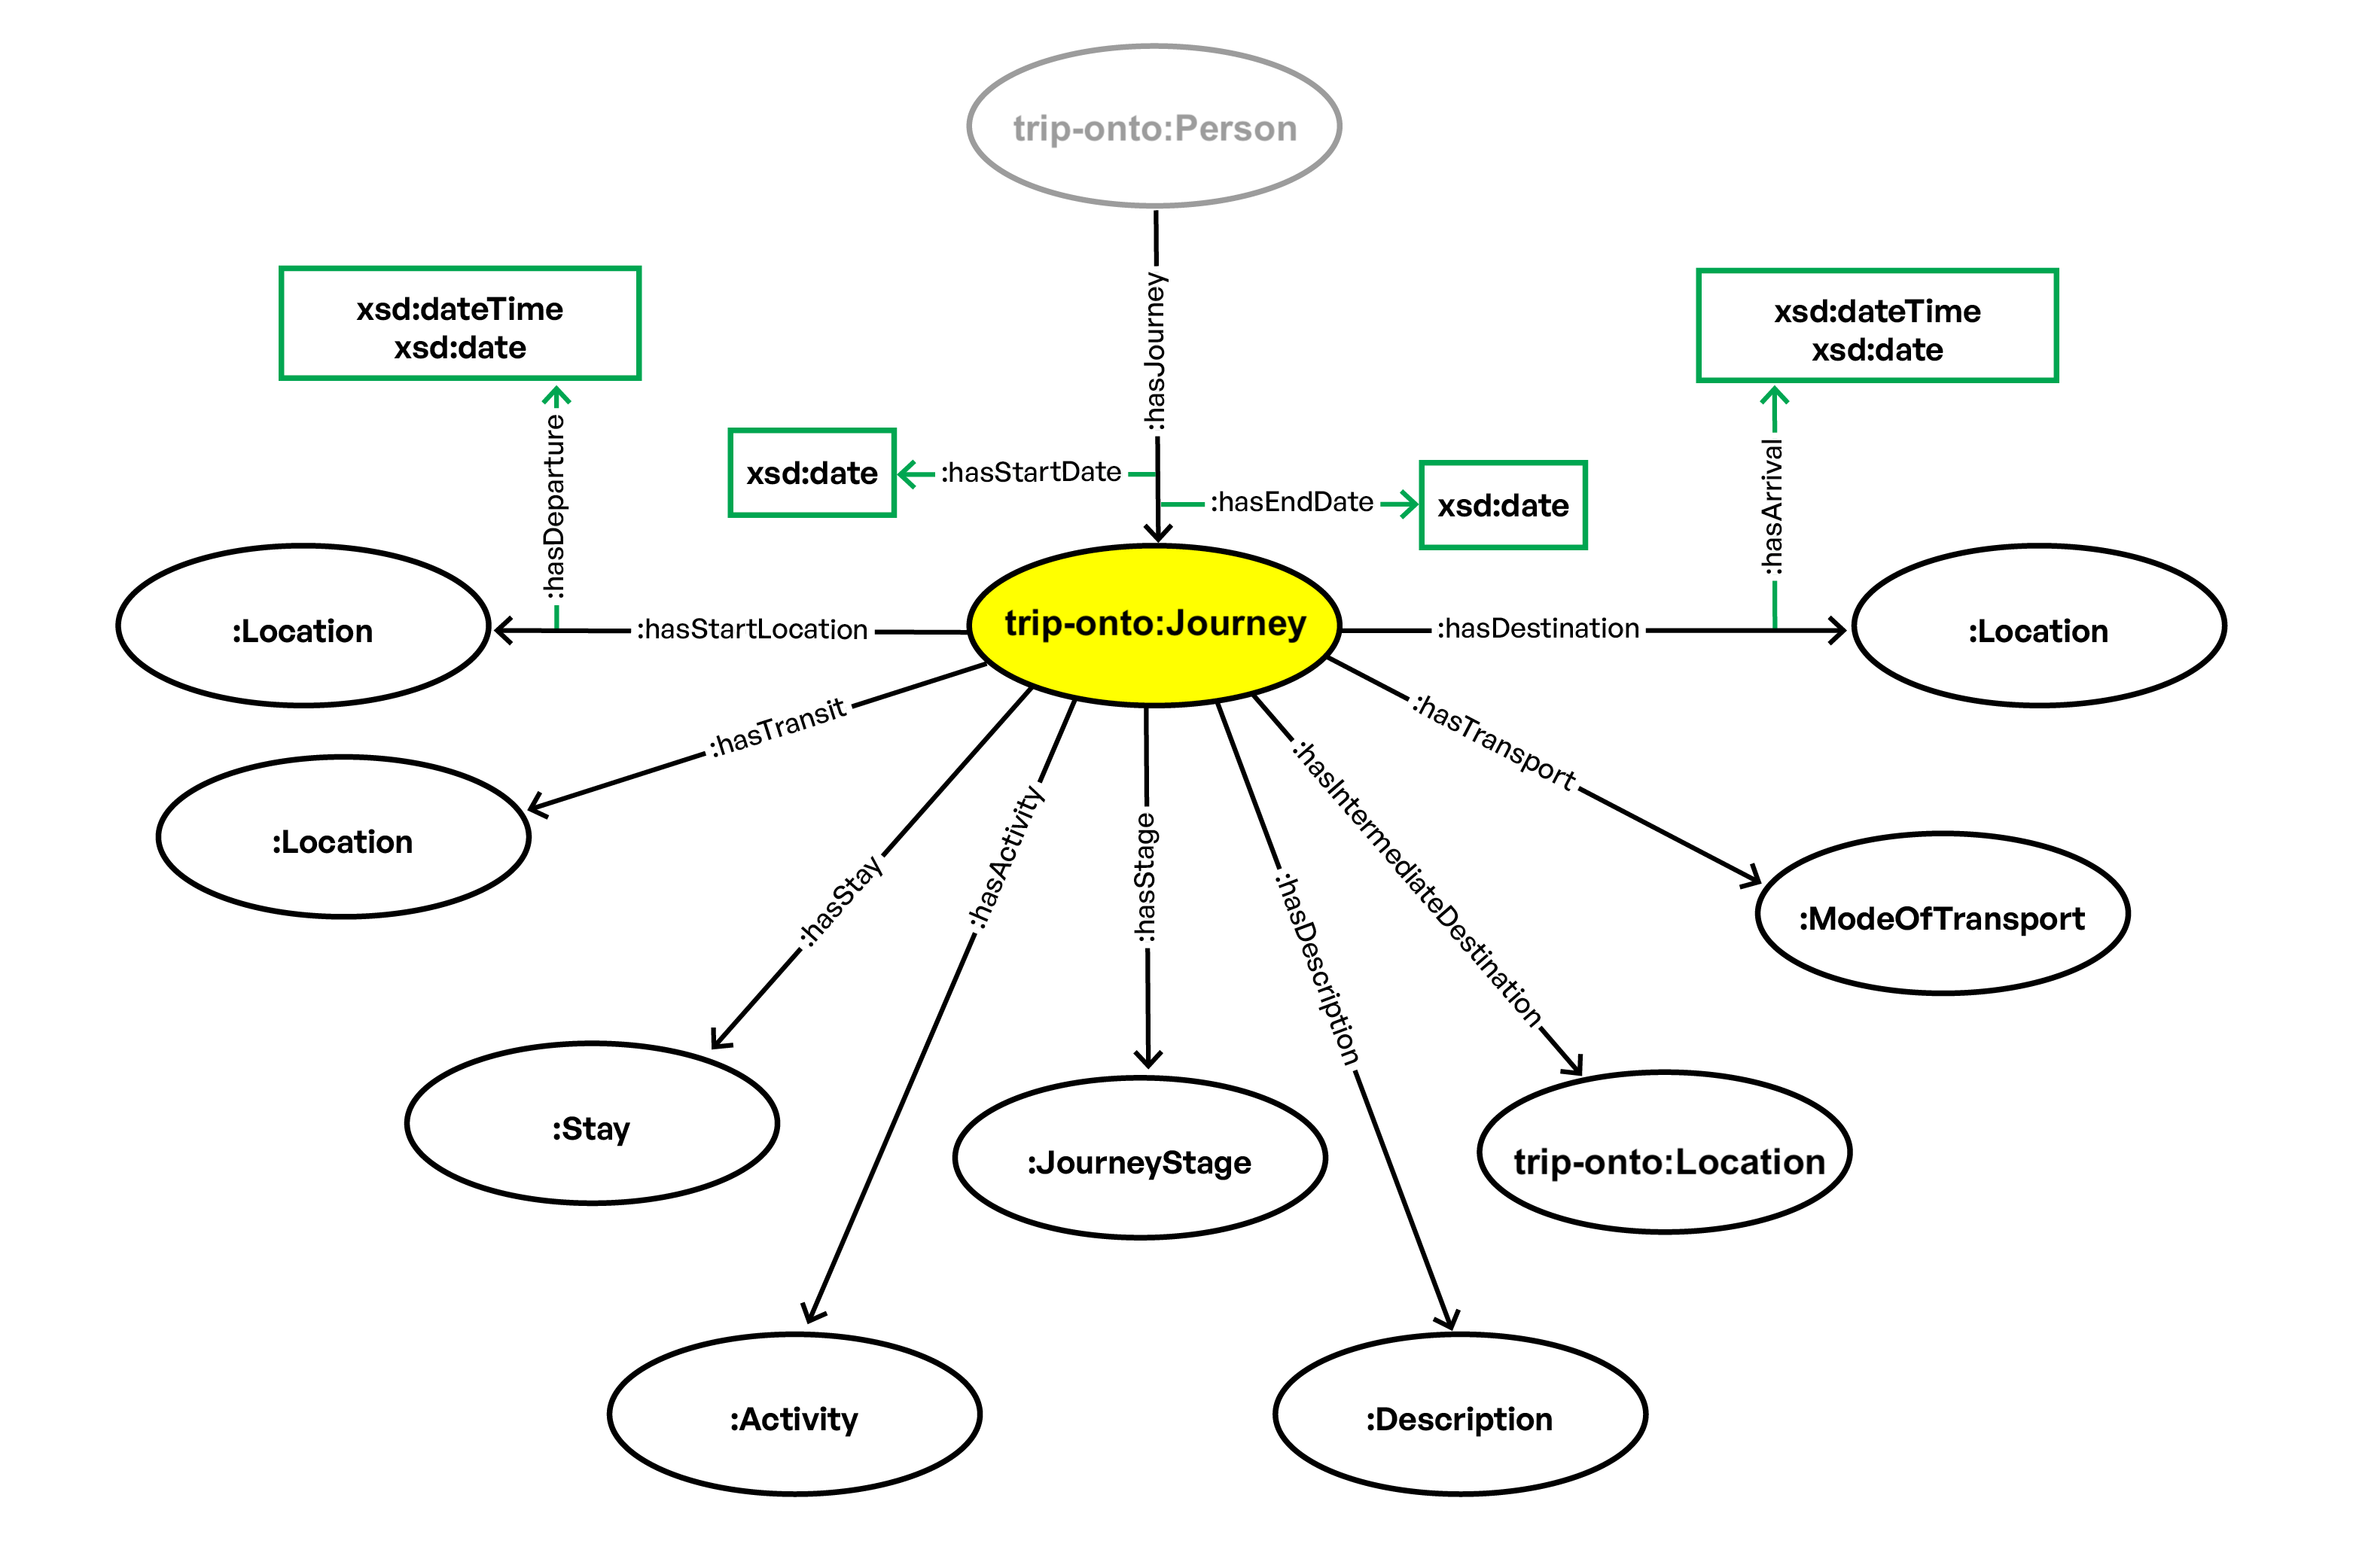 trip-onto:Person
:hasJourney
xsd:dateTime
xsd:date
xsd:dateTime
xsd:date
:hasDeparture
:hasArrival
xsd:date
:hasStartDate
:hasEndDate
xsd:date
:Location
:hasStartLocation
trip-onto:Journey
:hasDestination
:Location
:hasTransit
:hasTransport
:Location
:hasStay
:hasActivity
:hasStage
:hasDescription
:hasIntermediateDestination
:ModeOfTransport
:Stay
:JourneyStage
trip-onto:Location
:Activity
:Description